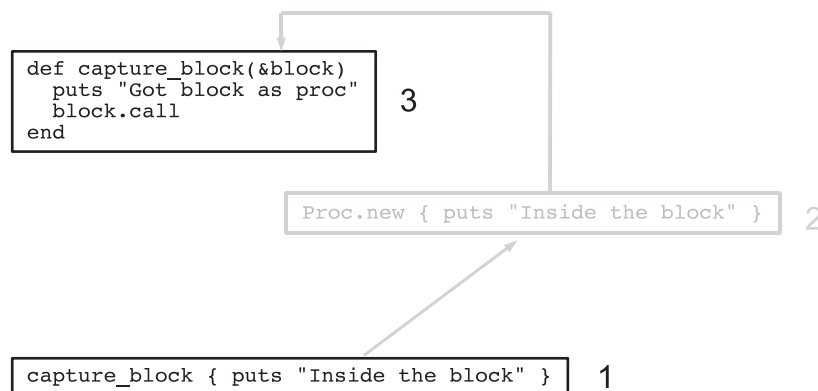 def capture_block(&block)
  puts "Got block as proc"
  block.call
end
3
Proc.new { puts "Inside the block" }
2
capture_block { puts "Inside the block" }
1